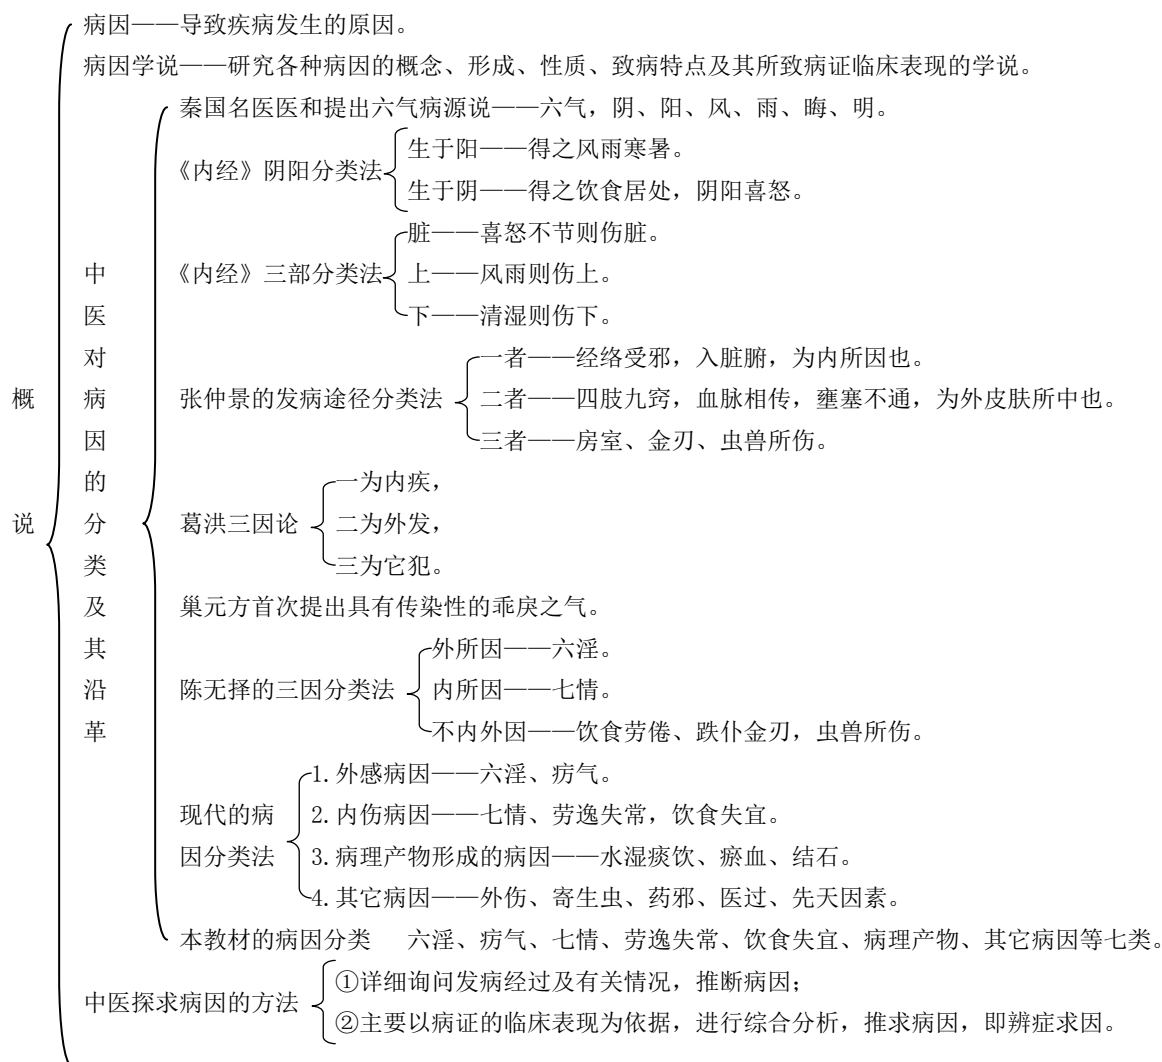 病因——导致疾病发生的原因。
病因学说——研究各种病因的概念、形成、性质、致病特点及其所致病证临床表现的学说。
秦国名医医和提出六气病源说——六气，阴、阳、风、雨、晦、明。
《内经》阴阳分类法
生于阳——得之风雨寒暑。
生于阴——得之饮食居处，阴阳喜怒。
《内经》三部分类法
脏——喜怒不节则伤脏。
上——风雨则伤上。
下——清湿则伤下。
概说
中医对病因的分类及其沿革
张仲景的发病途径分类法
一者——经络受邪，入脏腑，为内所因也。
二者——四肢九窍，血脉相传，壅塞不通，为外皮肤所中也。
三者——房室、金刃、虫兽所伤。
葛洪三因论
一为内疾，
二为外发，
三为它犯。
巢元方首次提出具有传染性的乖戾之气。
陈无择的三因分类法
外所因——六淫。
内所因——七情。
不内外因——饮食劳倦、跌仆金刃，虫兽所伤。
现代的病
因分类法
1.外感病因——六淫、疠气。
2.内伤病因——七情、劳逸失常，饮食失宜。
3.病理产物形成的病因——水湿痰饮、瘀血、结石。
4.其它病因——外伤、寄生虫、药邪、医过、先天因素。
本教材的病因分类 六淫、疠气、七情、劳逸失常、饮食失宜、病理产物、其它病因等七类。
中医探求病因的方法
①详细询问发病经过及有关情况，推断病因；
②主要以病证的临床表现为依据，进行综合分析，推求病因，即辨症求因。